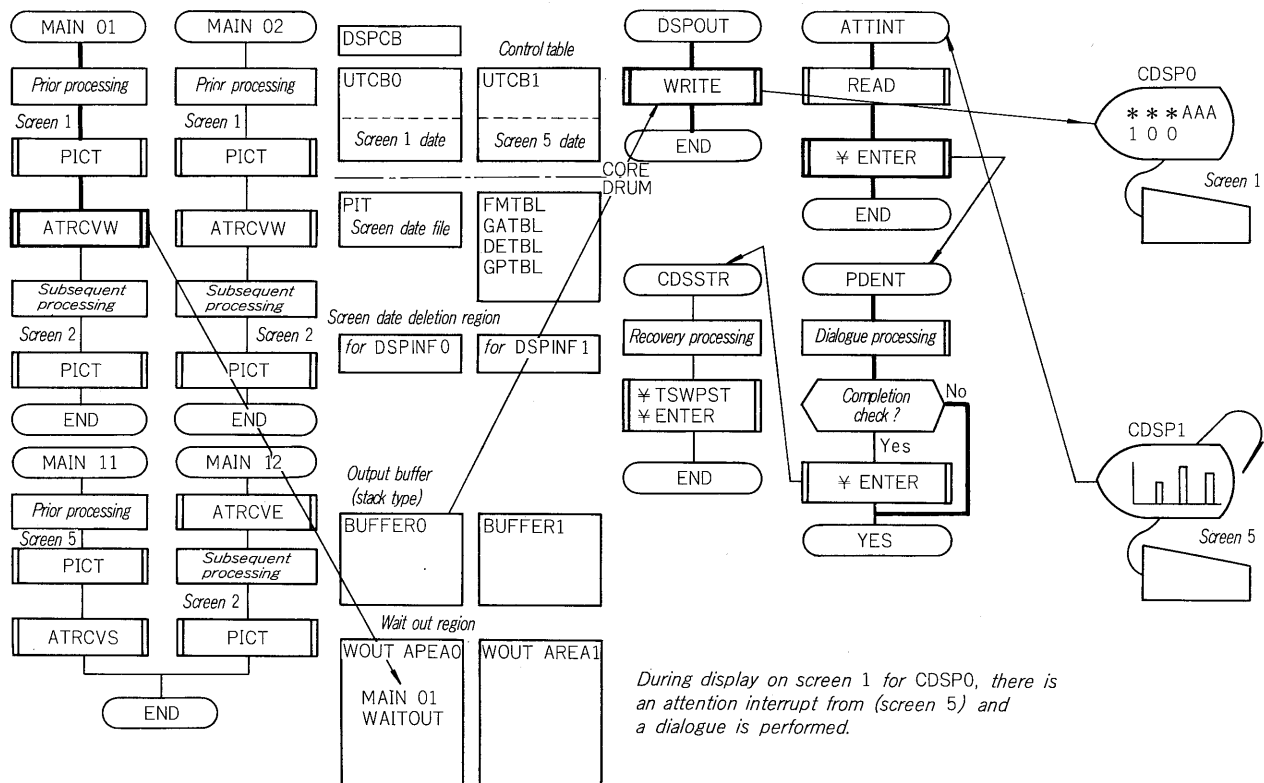 MAIN 01
Prior processing
Screen 1
PICT
ATRCVW
Subsequent
processing
Screen 2
PICT
END
MAIN 02
Prior processing
Screen 1
PICT
ATRCVW
Subsequent
processing
Screen 2
PICT
END
MAIN 11
Prior processing
Screen 5
PICT
ATRCVS
MAIN 12
ATRCVE
Subsequent
processing
Screen 2
PICT
END
DSPCB
Control table
UTCB0
Screen 1 date
UTCB1
Screen 5 date
CORE
DRUM
PIT
Screen date file
FMTBL
GATBL
DETBL
GPTBL
Screen date deletion region
for DSPINF0
for DSPINF1
Output buffer
(stack type)
BUFFER0
BUFFER1
Wait out region
WOUT APEA0
MAIN 01
WAITOUT
WOUT AREA1
DSPOUT
WRITE
END
ATTINT
READ
¥ ENTER
END
CDSSTR
Recovery processing
¥ TSWPST
¥ ENTER
END
PDENT
Dialogue processing
Completion
check ?
No
Yes
¥ ENTER
YES
CDSP0
* * * AAA
1 0 0
Screen 1
CDSP1
Screen 5
During display on screen 1 for CDSP0, there is
an attention interrupt from (screen 5) and
a dialogue is performed.